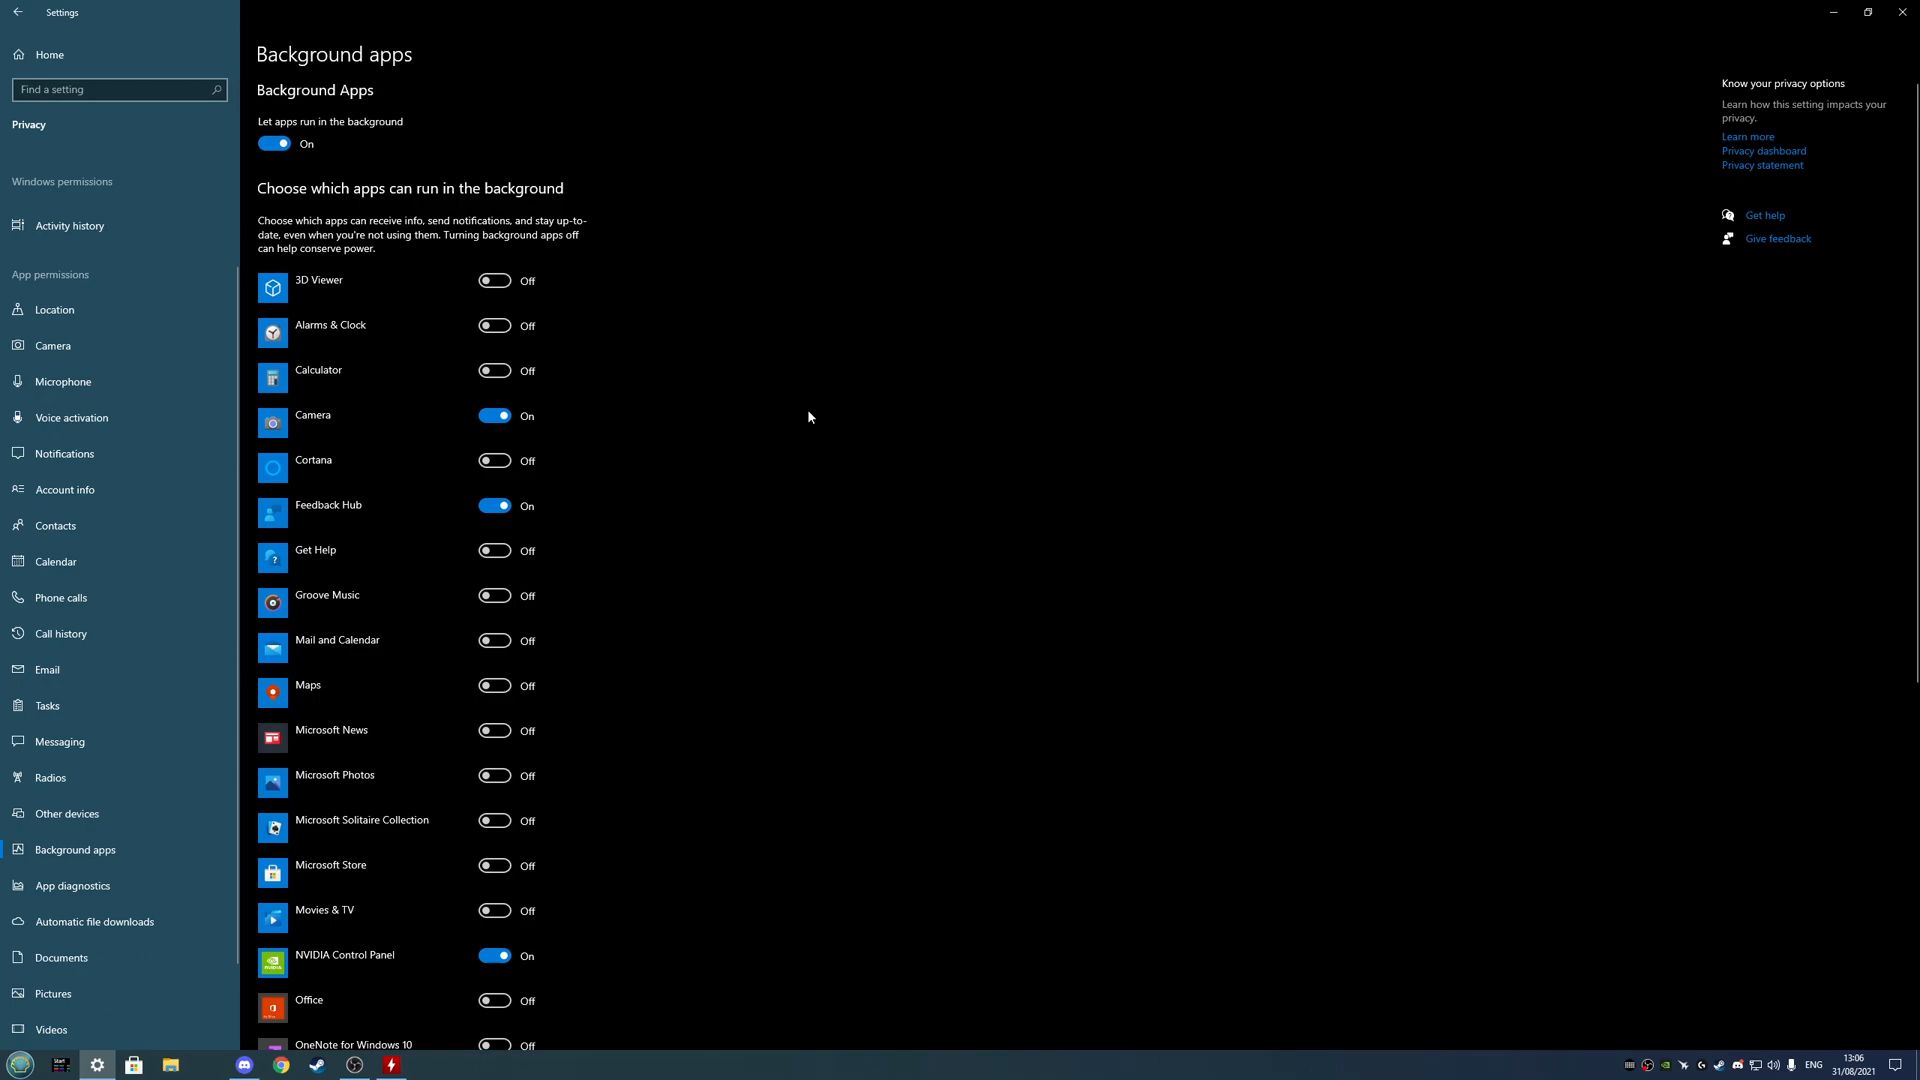 Settings
Home
Find a setting
Privacy
Windows permissions
Activity history
App permissions
Location
Camera
Microphone
Voice activation
Notifications
Account info
Contacts
Calendar
Phone calls
Call history
Email
Tasks
Messaging
Radios
Other devices
Background apps
App diagnostics
Automatic file downloads
Documents
Pictures
Videos
Background apps
Background Apps
Let apps run in the background
On
Choose which apps can run in the background
Choose which apps can receive info, send notifications, and stay up-to-
date, even when you're not using them. Turning background apps off
can help conserve power.
3D Viewer Off
Alarms & Clock Off
Calculator Off
Camera On
Cortana Off
Feedback Hub On
Get Help Off
Groove Music Off
Mail and Calendar Off
Maps Off
Microsoft News Off
Microsoft Photos Off
Microsoft Solitaire Collection Off
Microsoft Store Off
Movies & TV Off
NVIDIA Control Panel On
Office Off
OneNote for Windows 10 Off
Know your privacy options
Learn how this setting impacts your
privacy.
Learn more
Privacy dashboard
Privacy statement
Get help
Give feedback
Start
ENG
13:06
31/08/2021